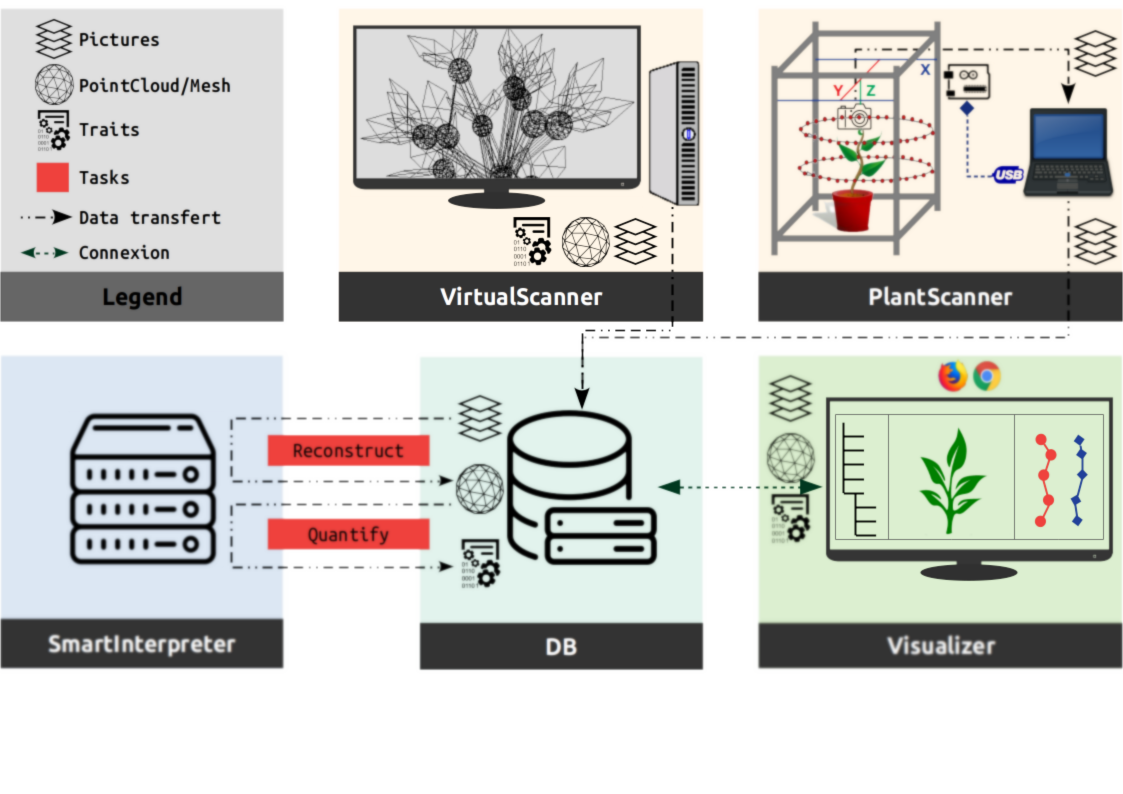 Pictures
PointCloud/Mesh
Traits
Tasks
Data transfert
Connexion
Legend
VirtualScanner
X
Y
Z
USB
PlantScanner
Reconstruct
Quantify
SmartInterpreter
DB
Visualizer